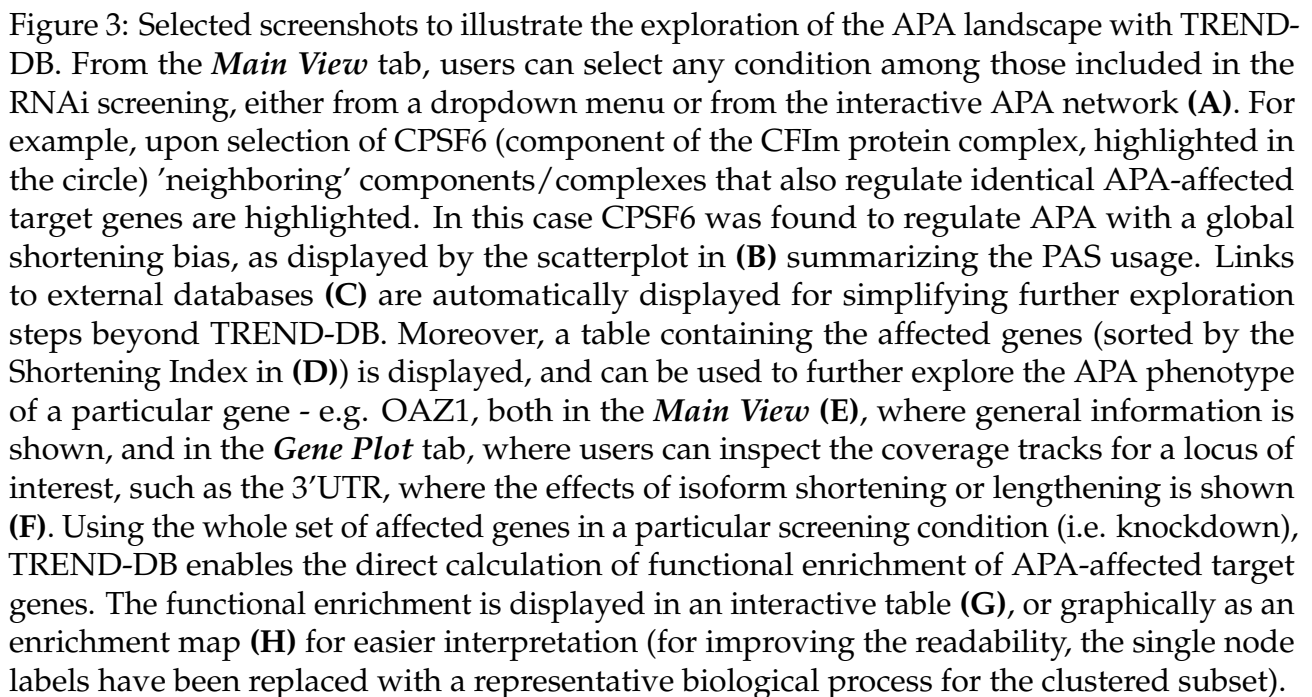 Figure 3: Selected screenshots to illustrate the exploration of the APA landscape with TREND-
DB. From the Main View tab, users can select any condition among those included in the
RNAi screening, either from a dropdown menu or from the interactive APA network (A). For
example, upon selection of CPSF6 (component of the CFIm protein complex, highlighted in
the circle) 'neighboring' components/complexes that also regulate identical APA-affected
target genes are highlighted. In this case CPSF6 was found to regulate APA with a global
shortening bias, as displayed by the scatterplot in (B) summarizing the PAS usage. Links
to external databases (C) are automatically displayed for simplifying further exploration
steps beyond TREND-DB. Moreover, a table containing the affected genes (sorted by the
Shortening Index in (D)) is displayed, and can be used to further explore the APA phenotype
of a particular gene - e.g. OAZ1, both in the Main View (E), where general information is
shown, and in the Gene Plot tab, where users can inspect the coverage tracks for a locus of
interest, such as the 3'UTR, where the effects of isoform shortening or lengthening is shown
(F). Using the whole set of affected genes in a particular screening condition (i.e. knockdown),
TREND-DB enables the direct calculation of functional enrichment of APA-affected target
genes. The functional enrichment is displayed in an interactive table (G), or graphically as an
enrichment map (H) for easier interpretation (for improving the readability, the single node
labels have been replaced with a representative biological process for the clustered subset).